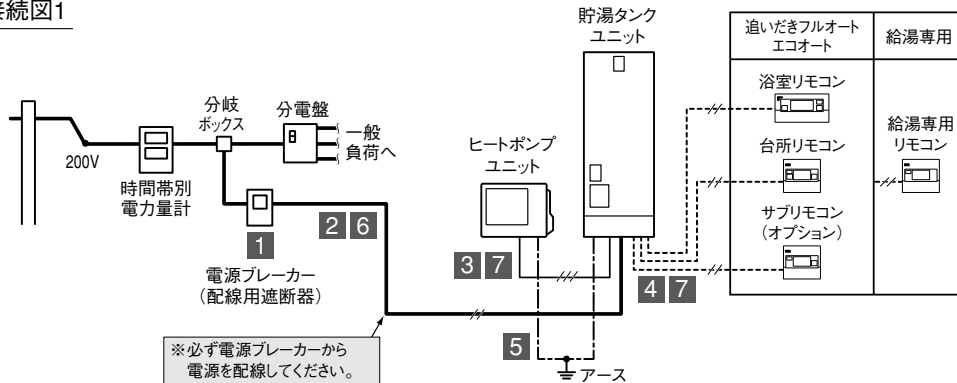 接続図1
200V
時間帯別
電力量計
分岐
ボックス
分電盤
一般
負荷へ
1
電源ブレーカー
(配線用遮断器)
2 6
※必ず電源ブレーカーから
電源を配線してください。
ヒートポンプ
ユニット
3 7
貯湯タンク
ユニット
4 7
5
アース
追いだきフルオート
エコオート
給湯専用
浴室リモコン
台所リモコン
サブリモコン
(オプション)
給湯専用
リモコン